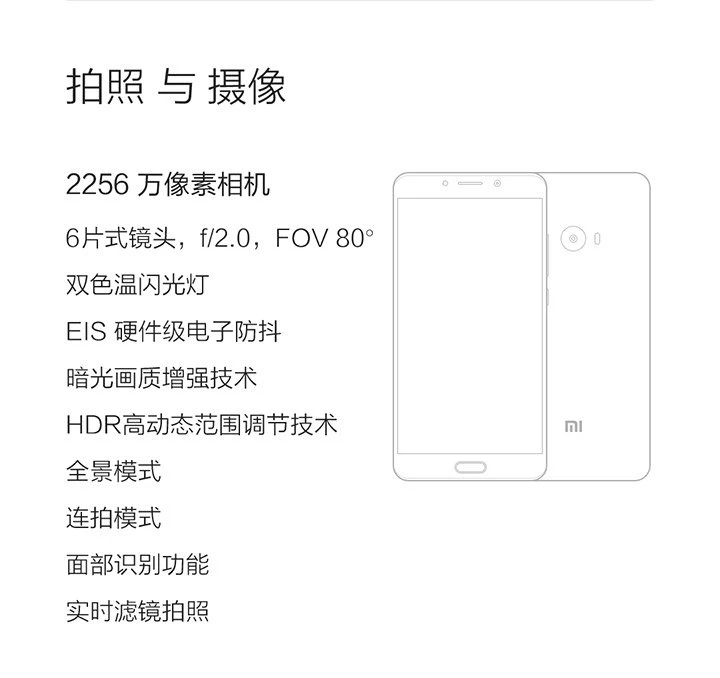 拍照 与 摄像
2256 万像素相机
6片式镜头，f/2.0，FOV 80°
双色温闪光灯
EIS 硬件级电子防抖
暗光画质增强技术
HDR高动态范围调节技术
全景模式
连拍模式
面部识别功能
实时滤镜拍照
MI